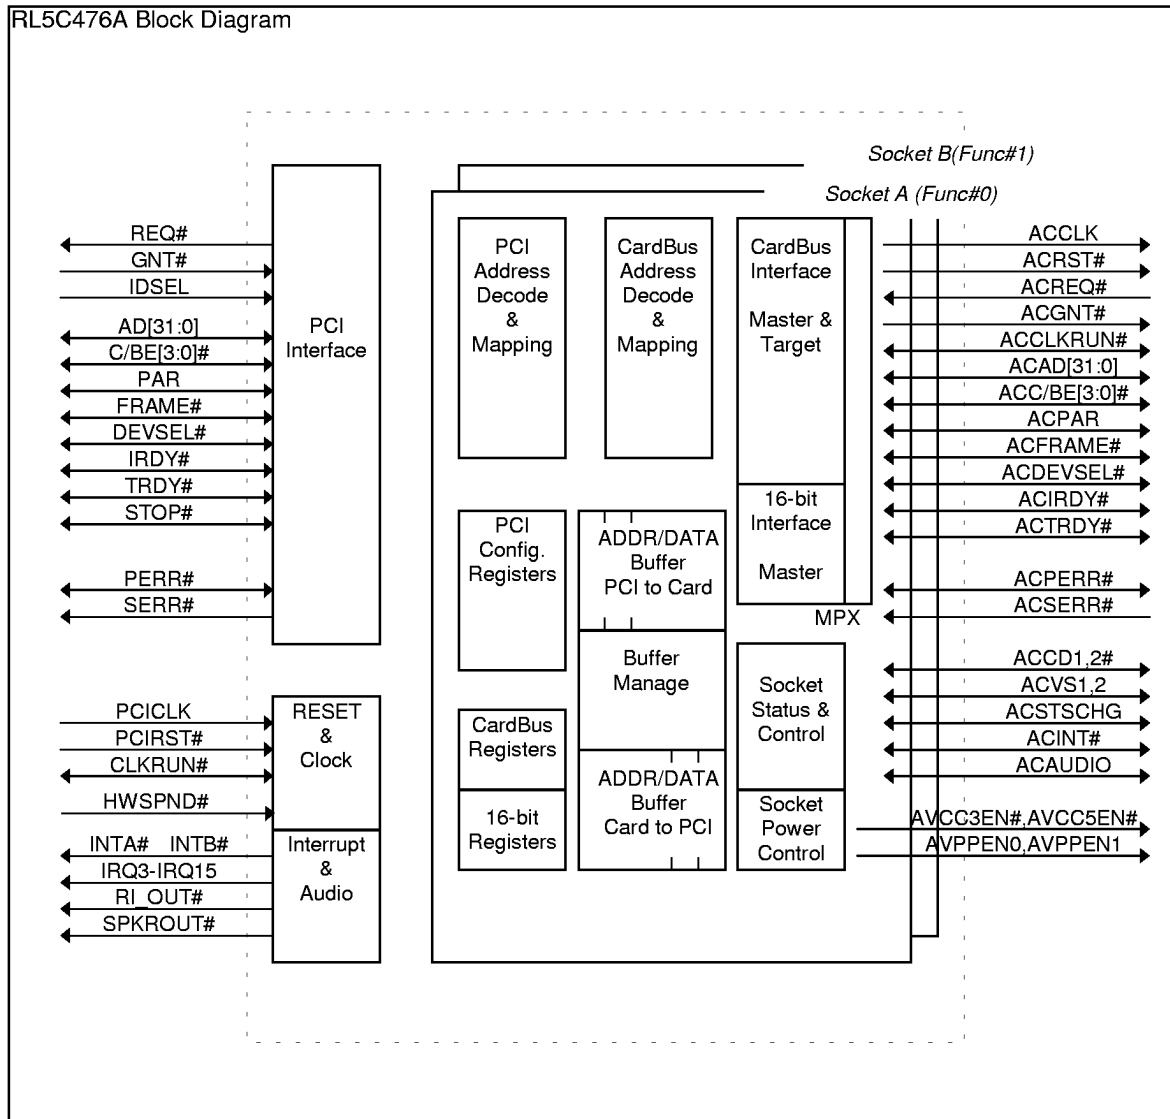 RL5C476A Block Diagram
Socket B(Func#1)
Socket A (Func#0)
REQ#
GNT#
IDSEL
AD[31:0]
C/BE[3:0]#
PAR
FRAME#
DEVSEL#
IRDY#
TRDY#
STOP#
PERR#
SERR#
PCICLK
PCIRST#
CLKRUN#
HWSPND#
INTA# INTB#
IRQ3-IRQ15
RI_OUT#
SPKROUT#
PCI
Interface
RESET
&
Clock
Interrupt
&
Audio
PCI
Address
Decode
&
Mapping
CardBus
Address
Decode
&
Mapping
CardBus
Interface
Master &
Target
16-bit
Interface
Master
MPX
PCI
Config.
Registers
ADDR/DATA
Buffer
PCI to Card
Buffer
Manage
ADDR/DATA
Buffer
Card to PCI
CardBus
Registers
16-bit
Registers
Socket
Status &
Control
Socket
Power
Control
ACCLK
ACRST#
ACREQ#
ACGNT#
ACCLKRUN#
ACAD[31:0]
ACC/BE[3:0]#
ACPAR
ACFRAME#
ACDEVSEL#
ACIRDY#
ACTRDY#
ACPERR#
ACSERR#
ACCD1,2#
ACVS1,2
ACSTSCHG
ACINT#
ACAUDIO
AVCC3EN#,AVCC5EN#
AVPPEN0,AVPPEN1